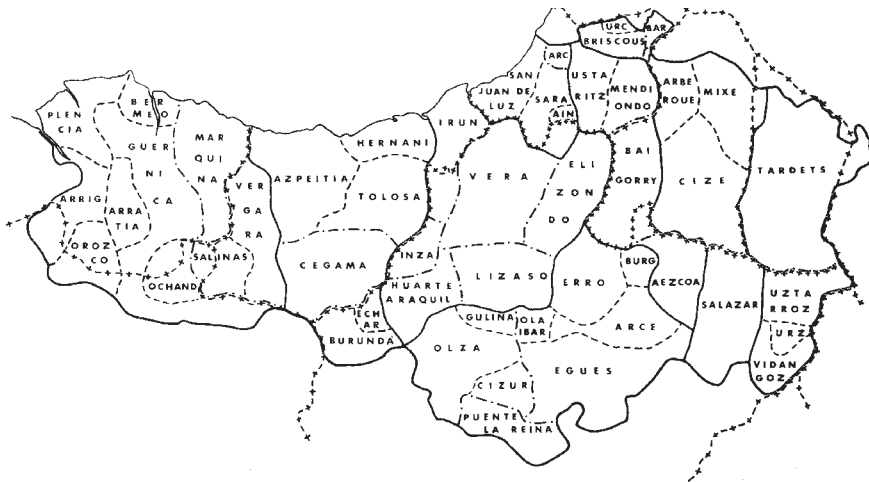 URC
BAR
BRISCOUS
ARC
SAN
JUAN DE
LUZ
SARA
AIN
USTA
RITZ
MENDI
ONDO
ARBE
ROUE
MIXE
BER
MEO
PLEN
CIA
GUER
NI
CA
MAR
QUI
NA
IRUN
HERNANI
AZPEITIA
TOLOSA
VERA
ELI
ZON
DO
BAI
GORRY
CIZE
TARDETS
VER
GA
RA
ARRIG
ARRA
TIA
OROZ
CO
OCHAND
SALINAS
CEGAMA
INZA
HUARTE
ARAQUIL
LIZASO
ERRO
BURG
AEZCOA
SALAZAR
UZTA
RROZ
URZ
VIDAN
GOZ
ECH
AR
BURUNDA
GULINA
OLA
IBAR
ARCE
OLZA
EGUES
CIZUR
PUENTE
LA REINA